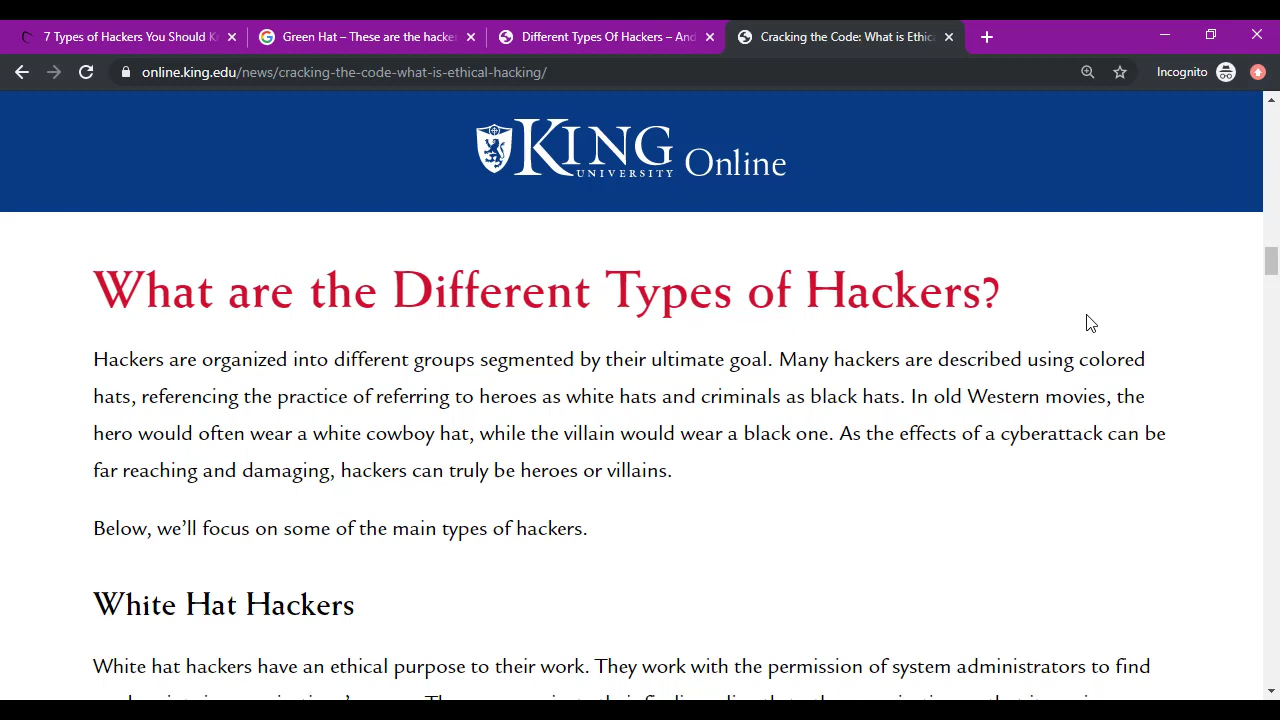 7 Types of Hackers You Should K
Green Hat – These are the hacker
Different Types Of Hackers – And
Cracking the Code: What is Ethic
online.king.edu/news/cracking-the-code-what-is-ethical-hacking/
Incognito
KING UNIVERSITY Online
What are the Different Types of Hackers?
Hackers are organized into different groups segmented by their ultimate goal. Many hackers are described using colored
hats, referencing the practice of referring to heroes as white hats and criminals as black hats. In old Western movies, the
hero would often wear a white cowboy hat, while the villain would wear a black one. As the effects of a cyberattack can be
far reaching and damaging, hackers can truly be heroes or villains.
Below, we’ll focus on some of the main types of hackers.
White Hat Hackers
White hat hackers have an ethical purpose to their work. They work with the permission of system administrators to find